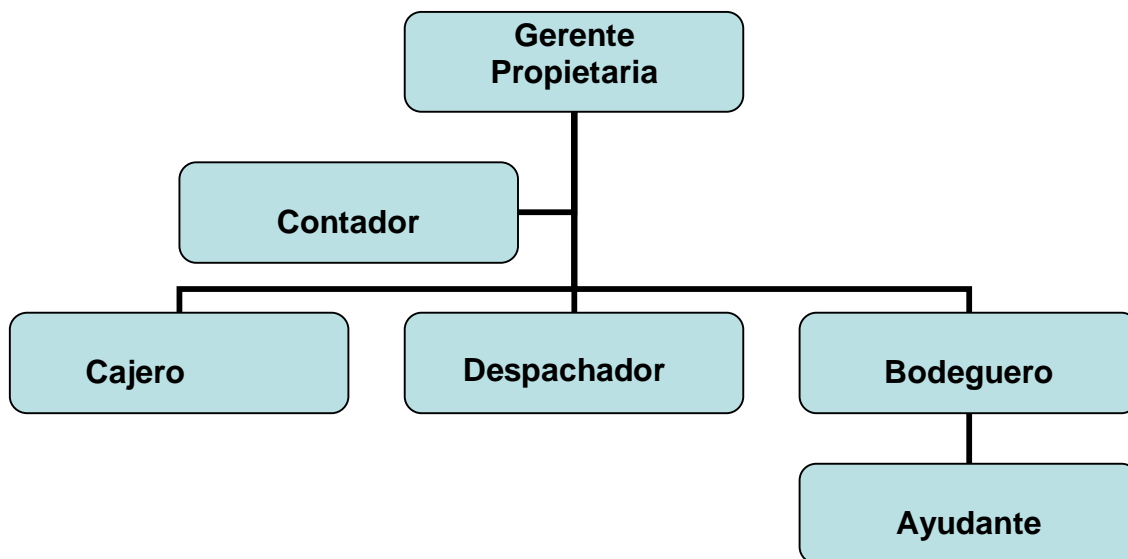 Gerente
Propietaria
Contador
Cajero
Despachador
Bodeguero
Ayudante